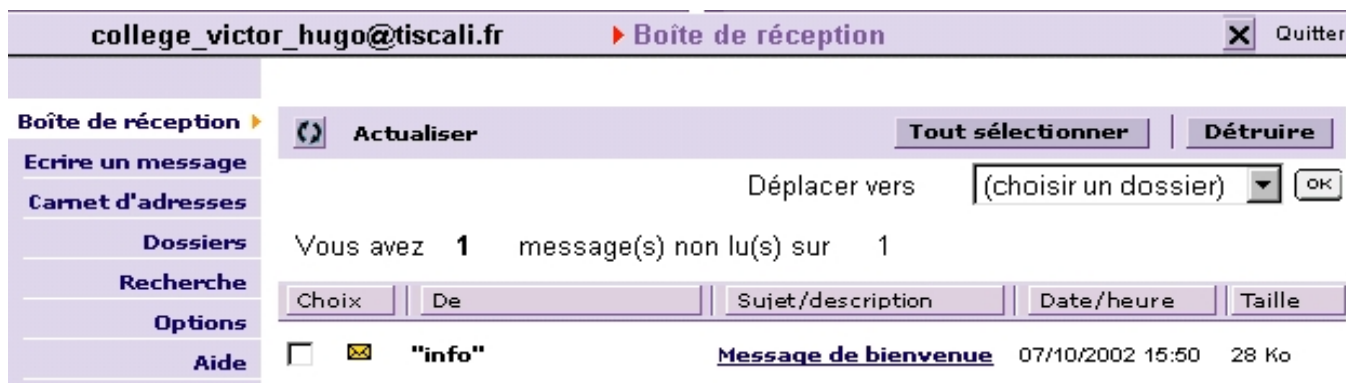 college_victor_hugo@tiscali.fr Boîte de réception Quitter
Boîte de réception
Actualiser Tout sélectionner Détruire
Ecrire un message
Déplacer vers (choisir un dossier) OK
Carnet d'adresses
Dossiers
Vous avez 1 message(s) non lu(s) sur 1
Recherche
Choix De Sujet/description Date/heure Taille
Options
Aide
"info" Message de bienvenue 07/10/2002 15:50 28 Ko